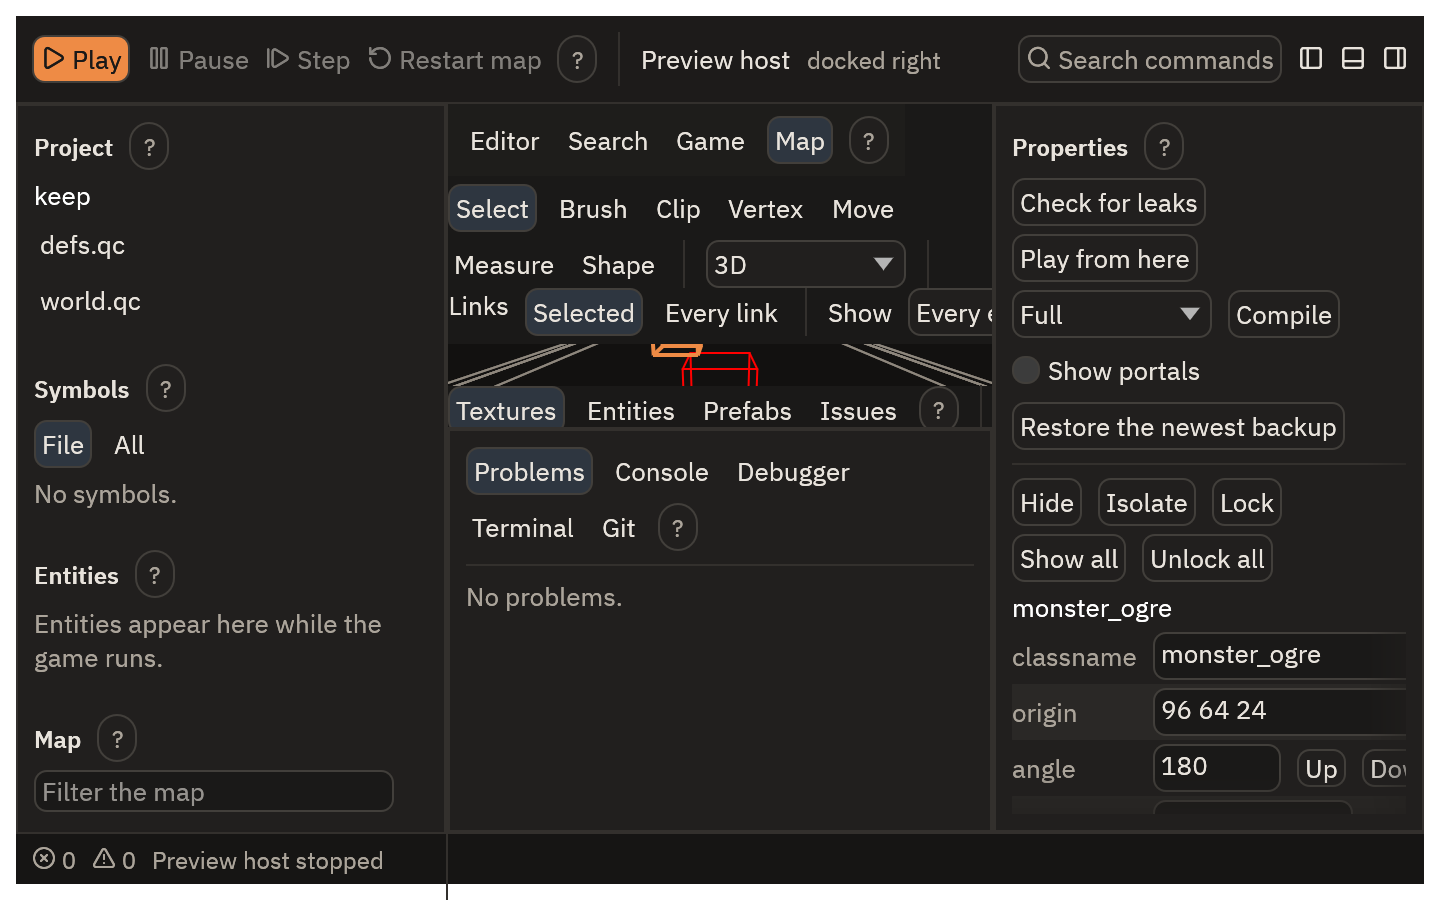 Play Pause Step Restart map ? Preview host docked right Search commands
Project ?
keep
defs.qc
world.qc
Symbols ?
File All
No symbols.
Entities ?
Entities appear here while the
game runs.
Map ?
Filter the map
Editor Search Game Map ?
Select Brush Clip Vertex Move
Measure Shape 3D
Links Selected Every link Show Every e
Textures Entities Prefabs Issues ?
Problems Console Debugger
Terminal Git ?
No problems.
Properties ?
Check for leaks
Play from here
Full Compile
Show portals
Restore the newest backup
Hide Isolate Lock
Show all Unlock all
monster_ogre
classname monster_ogre
origin 96 64 24
angle 180 Up Dow
0 0 Preview host stopped